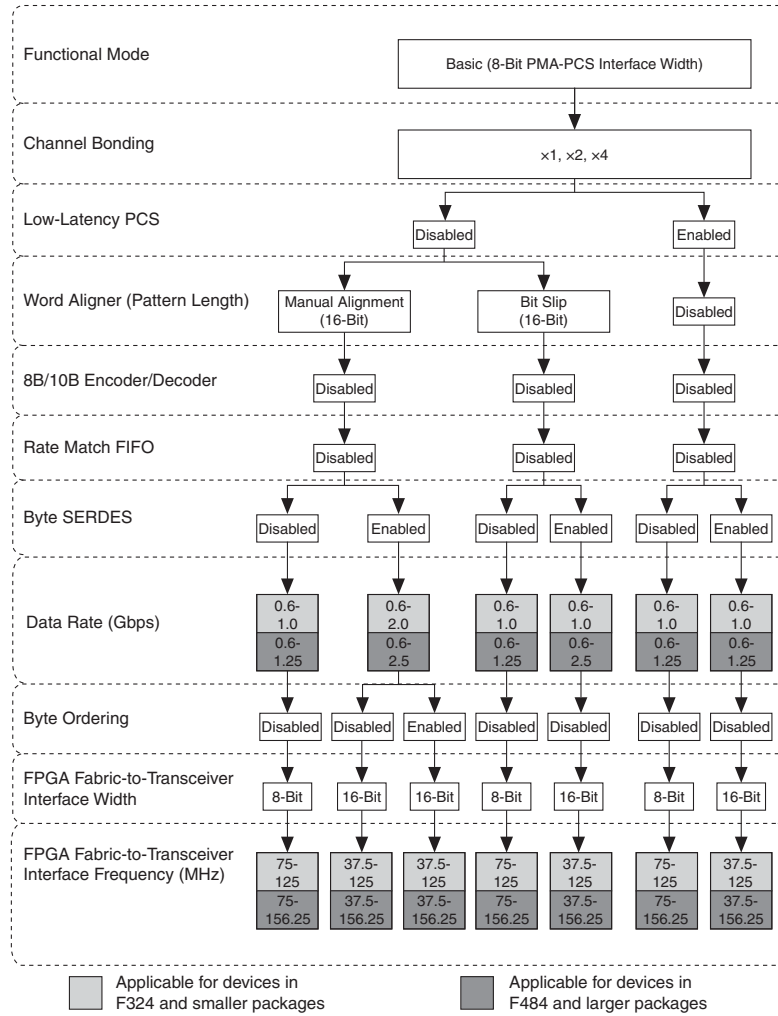 Functional Mode
Basic (8-Bit PMA-PCS Interface Width)
Channel Bonding
×1, ×2, ×4
Low-Latency PCS
Disabled
Enabled
Word Aligner (Pattern Length)
Manual Alignment
(16-Bit)
Bit Slip
(16-Bit)
Disabled
8B/10B Encoder/Decoder
Disabled
Disabled
Disabled
Rate Match FIFO
Disabled
Disabled
Disabled
Byte SERDES
Disabled
Enabled
Disabled
Enabled
Disabled
Enabled
Data Rate (Gbps)
0.6-
1.0
0.6-
1.25
0.6-
2.0
0.6-
2.5
0.6-
1.0
0.6-
1.25
0.6-
1.0
0.6-
2.5
0.6-
1.0
0.6-
1.25
0.6-
1.0
0.6-
1.25
Byte Ordering
Disabled
Disabled
Enabled
Disabled
Disabled
Disabled
Disabled
FPGA Fabric-to-Transceiver
Interface Width
8-Bit
16-Bit
16-Bit
8-Bit
16-Bit
8-Bit
16-Bit
FPGA Fabric-to-Transceiver
Interface Frequency (MHz)
75-
125
75-
156.25
37.5-
125
37.5-
156.25
37.5-
125
37.5-
156.25
75-
125
75-
156.25
37.5-
125
37.5-
156.25
75-
125
75-
156.25
37.5-
125
37.5-
156.25
Applicable for devices in
F324 and smaller packages
Applicable for devices in
F484 and larger packages